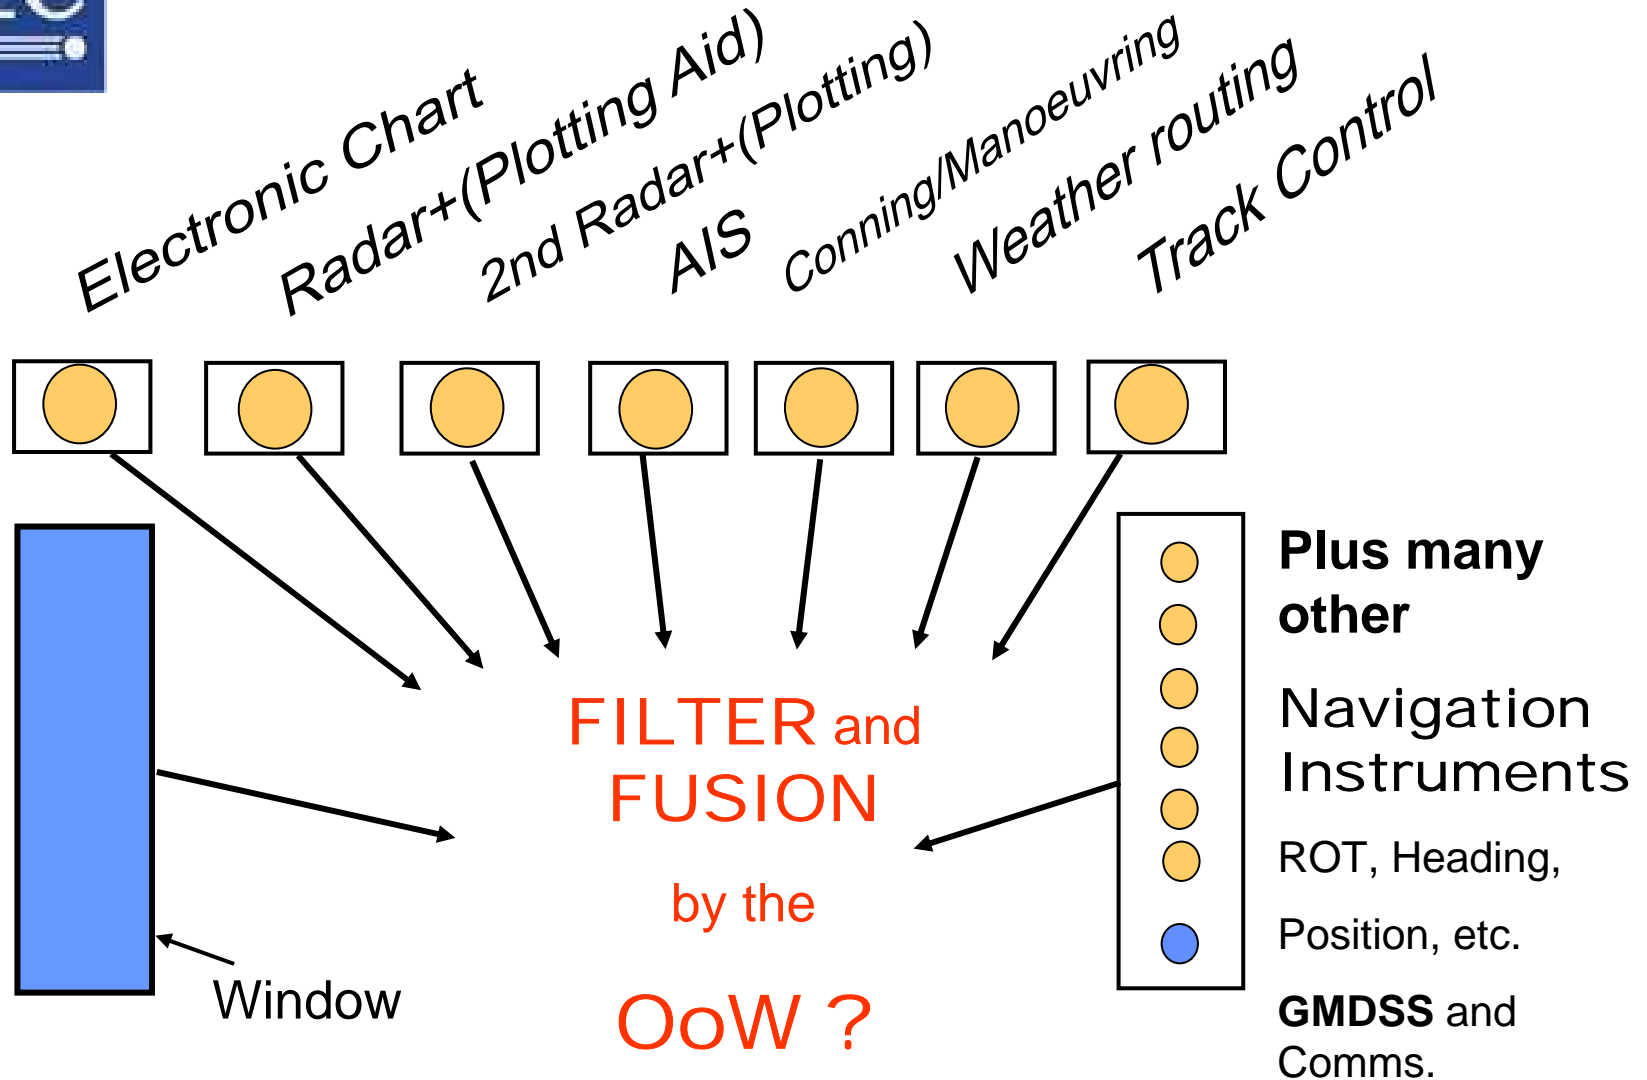 Electronic Chart
Radar+(Plotting Aid)
2nd Radar+(Plotting)
AIS
Conning/Manoeuvring
Weather routing
Track Control
FILTER and
FUSION
by the
OoW ?
Window
Plus many
other
Navigation
Instruments
ROT, Heading,
Position, etc.
GMDSS and
Comms.